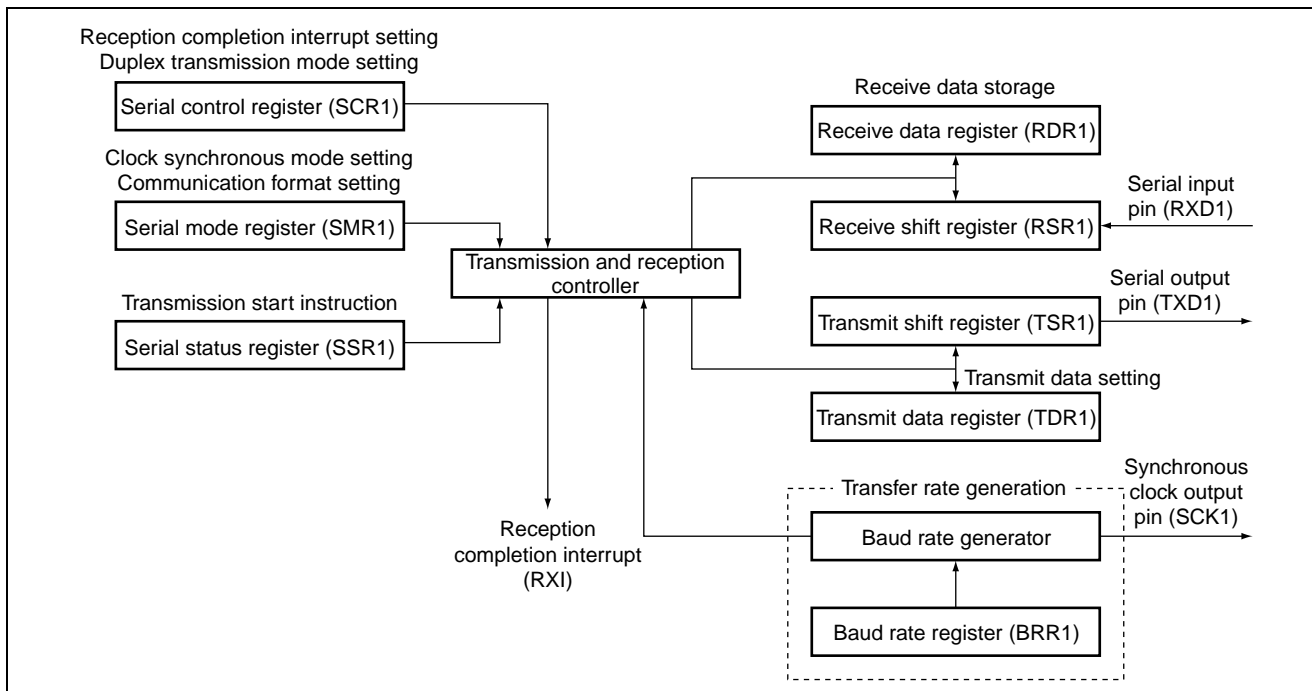 Reception completion interrupt setting
Duplex transmission mode setting
Serial control register (SCR1)
Clock synchronous mode setting
Communication format setting
Serial mode register (SMR1)
Transmission start instruction
Serial status register (SSR1)
Transmission and reception
controller
Reception
completion interrupt
(RXI)
Receive data storage
Receive data register (RDR1)
Receive shift register (RSR1)
Serial input
pin (RXD1)
Transmit shift register (TSR1)
Serial output
pin (TXD1)
Transmit data setting
Transmit data register (TDR1)
Transfer rate generation
Baud rate generator
Baud rate register (BRR1)
Synchronous
clock output
pin (SCK1)